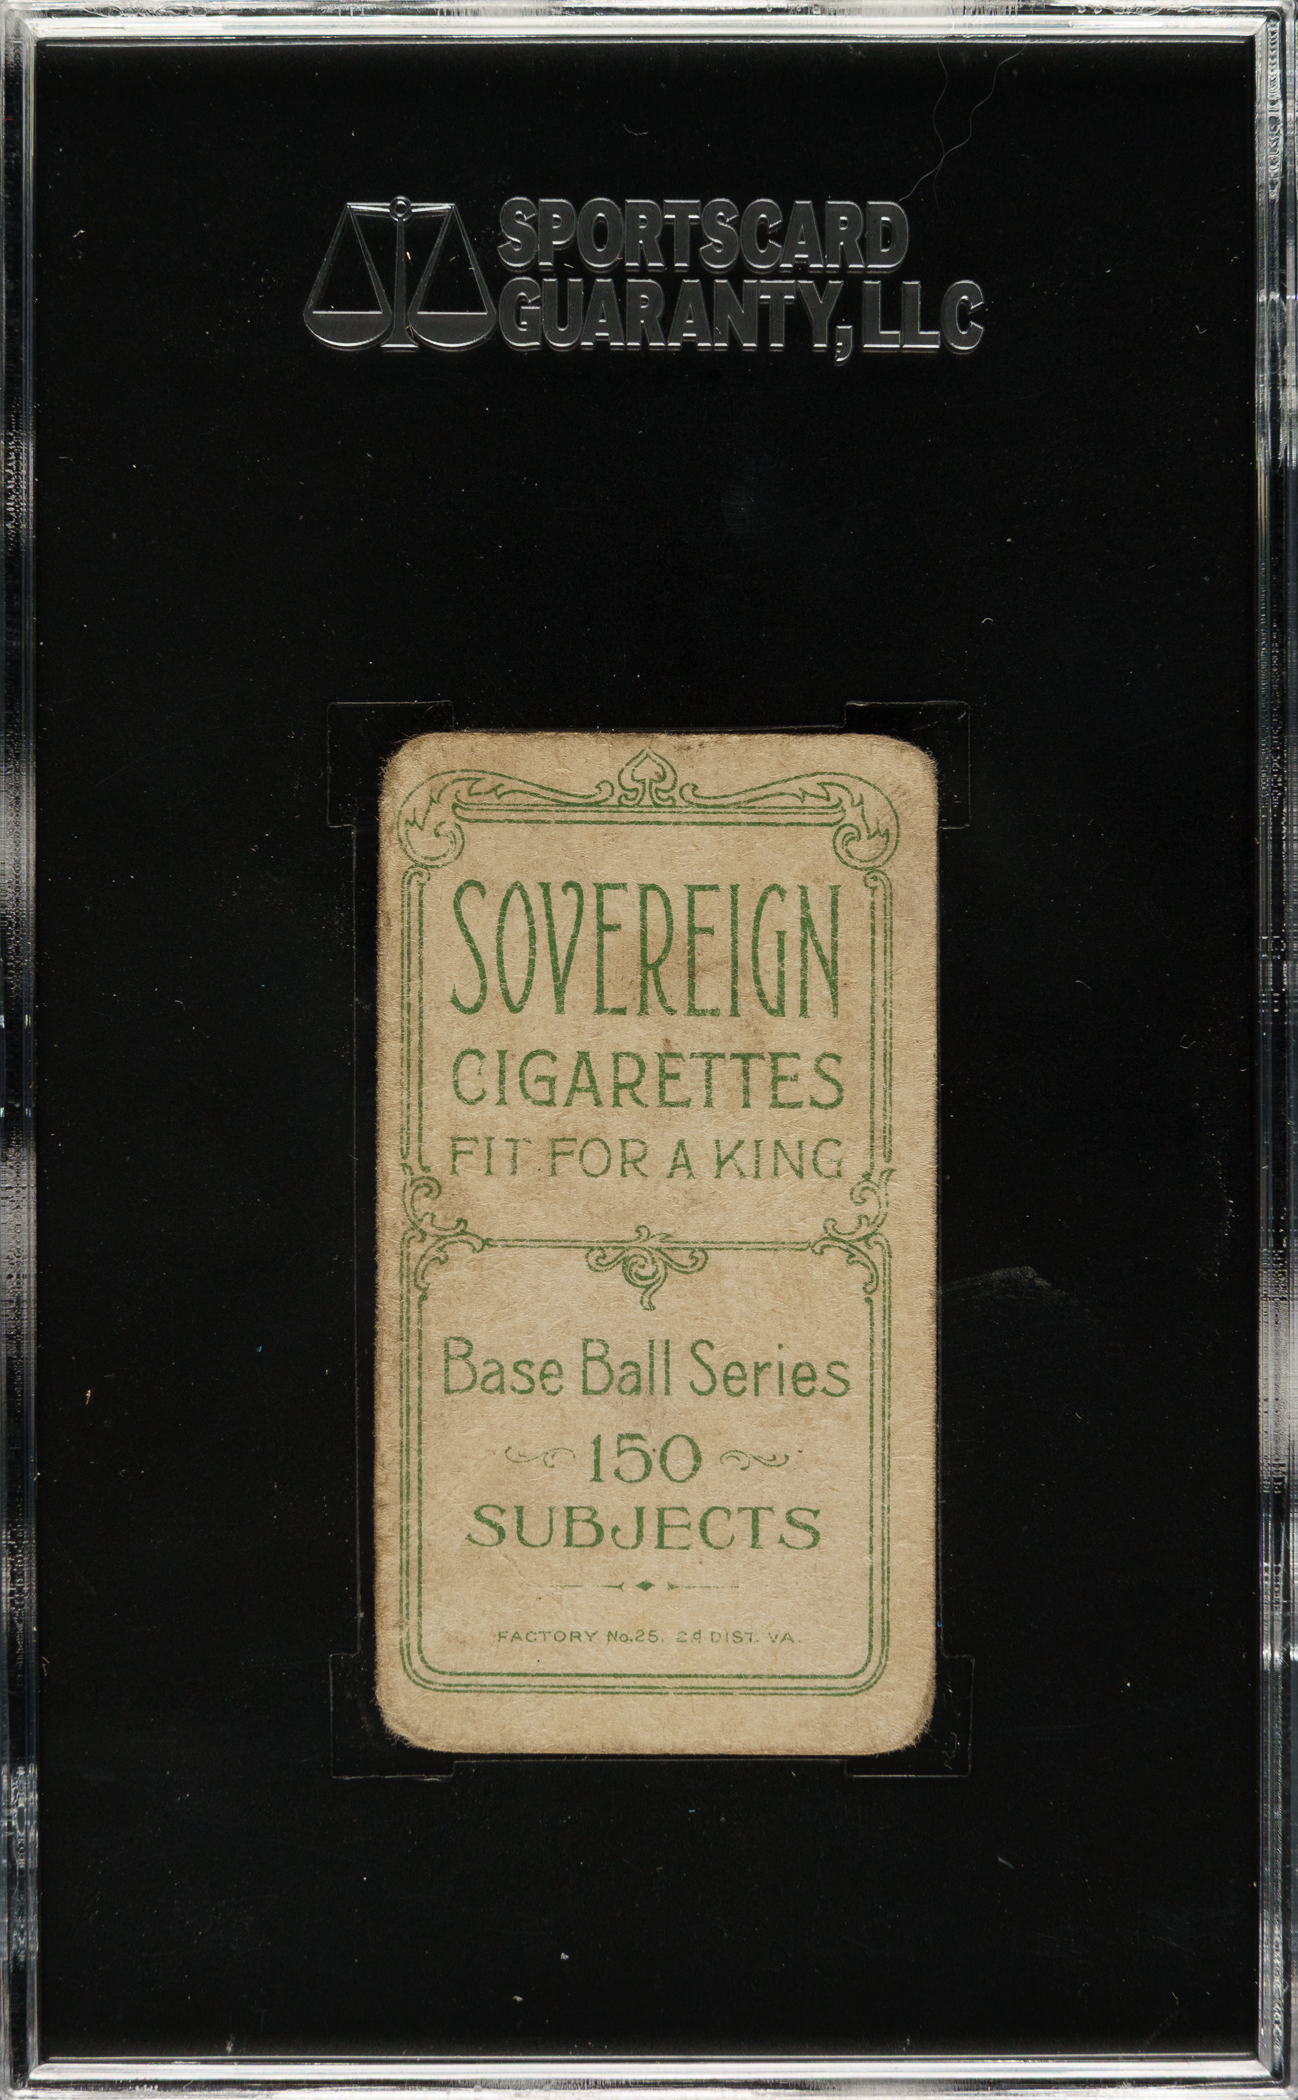 SPORTSCARD
GUARANTY, LLC
SOVEREIGN
CIGARETTES
FIT FOR A KING
Base Ball Series
150
SUBJECTS
FACTORY No. 25. 2d DIST. VA.